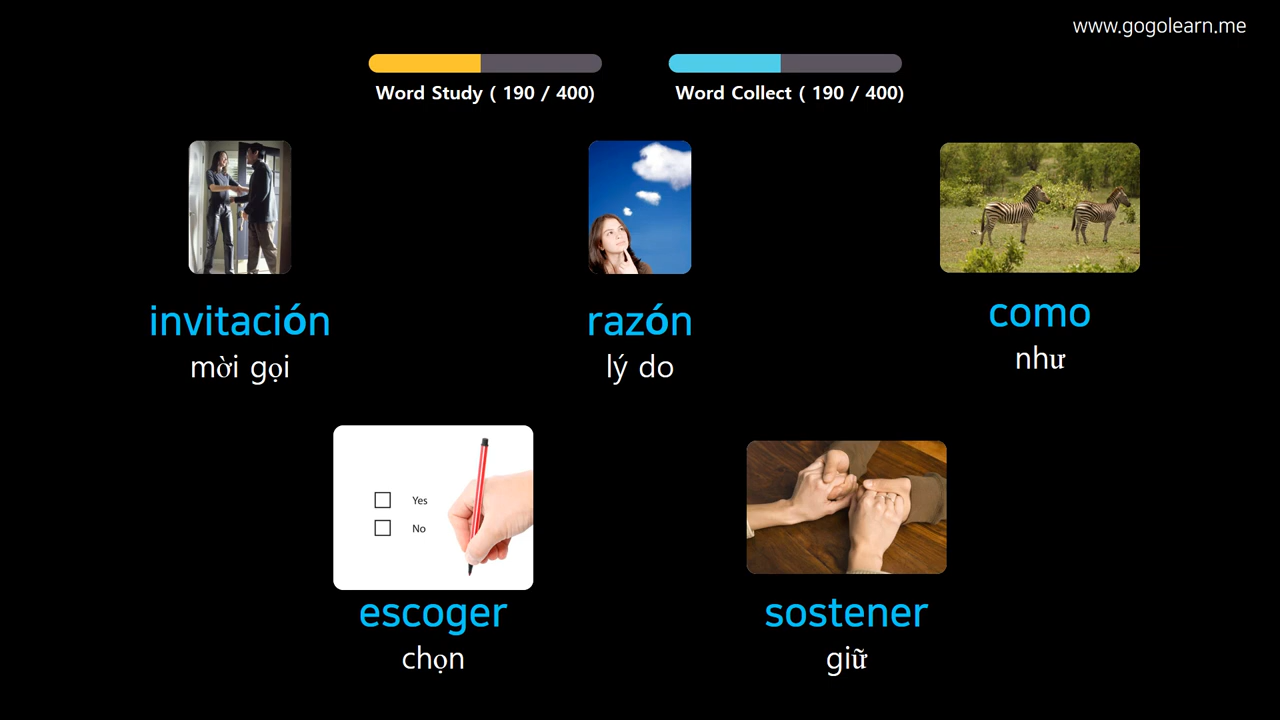 www.gogolearn.me
Word Study ( 190 / 400)
Word Collect ( 190 / 400)
invitación
mời gọi
razón
lý do
como
như
Yes
No
escoger
chọn
sostener
giữ